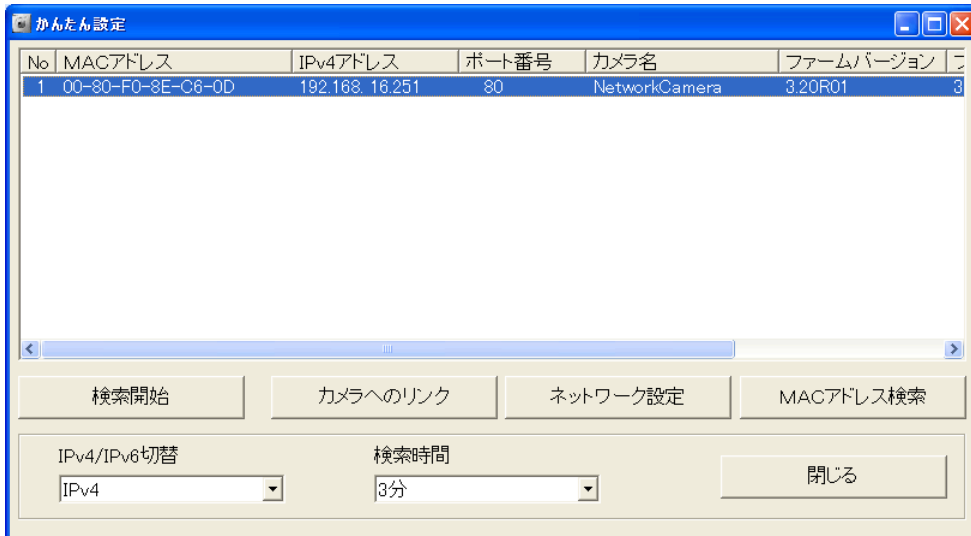 かんたん設定
No MACアドレス IPv4アドレス ポート番号 カメラ名 ファームバージョン
1 00-80-F0-8E-C6-0D 192.168. 16.251 80 NetworkCamera 3.20R01 3
検索開始 カメラへのリンク ネットワーク設定 MACアドレス検索
IPv4/IPv6切替 検索時間
IPv4 3分 閉じる